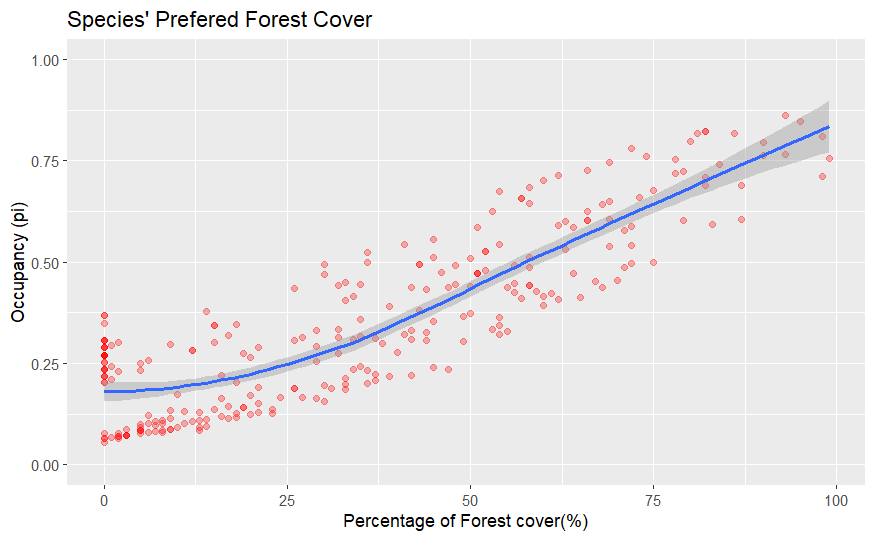 Species' Prefered Forest Cover
1.00
0.75
0.50
0.25
0.00
Occupancy (pi)
0 25 50 75 100
Percentage of Forest cover(%)